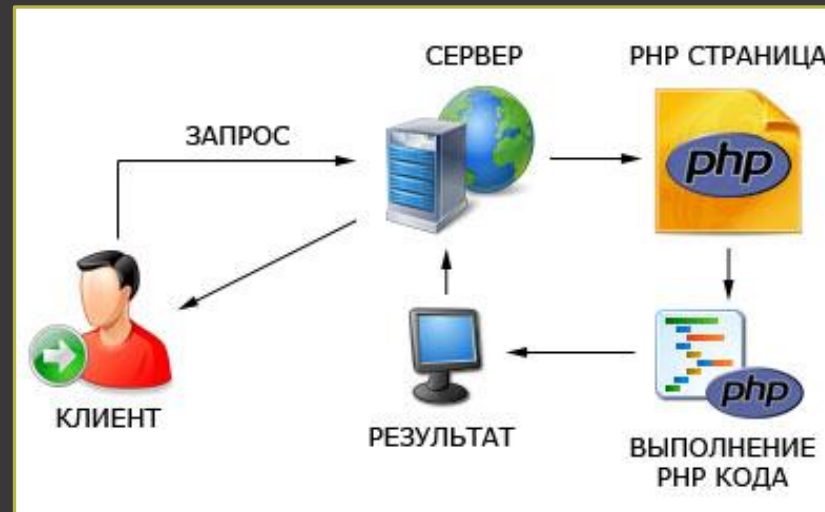 СЕРВЕР
PHP СТРАНИЦА
ЗАПРОС
php
КЛИЕНТ
РЕЗУЛЬТАТ
php
ВЫПОЛНЕНИЕ
PHP КОДА